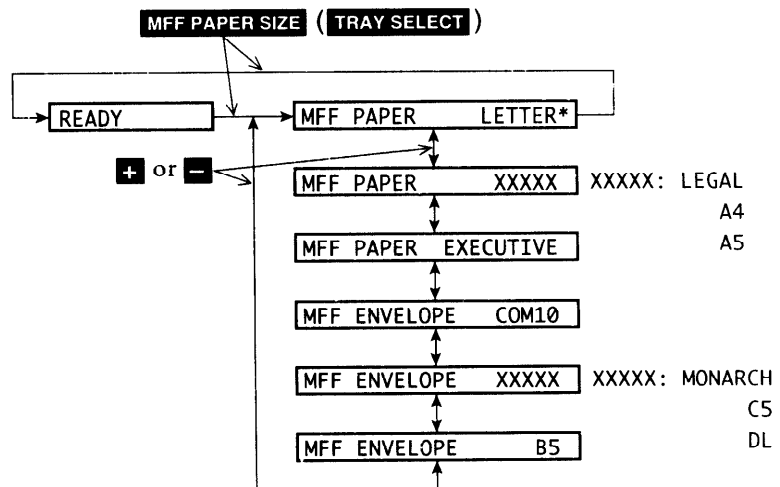 MFF PAPER SIZE ( TRAY SELECT )
READY
MFF PAPER LETTER*
+ or −
MFF PAPER XXXXX XXXXX: LEGAL
A4
A5
MFF PAPER EXECUTIVE
MFF ENVELOPE COM10
MFF ENVELOPE XXXXX XXXXX: MONARCH
C5
DL
MFF ENVELOPE B5